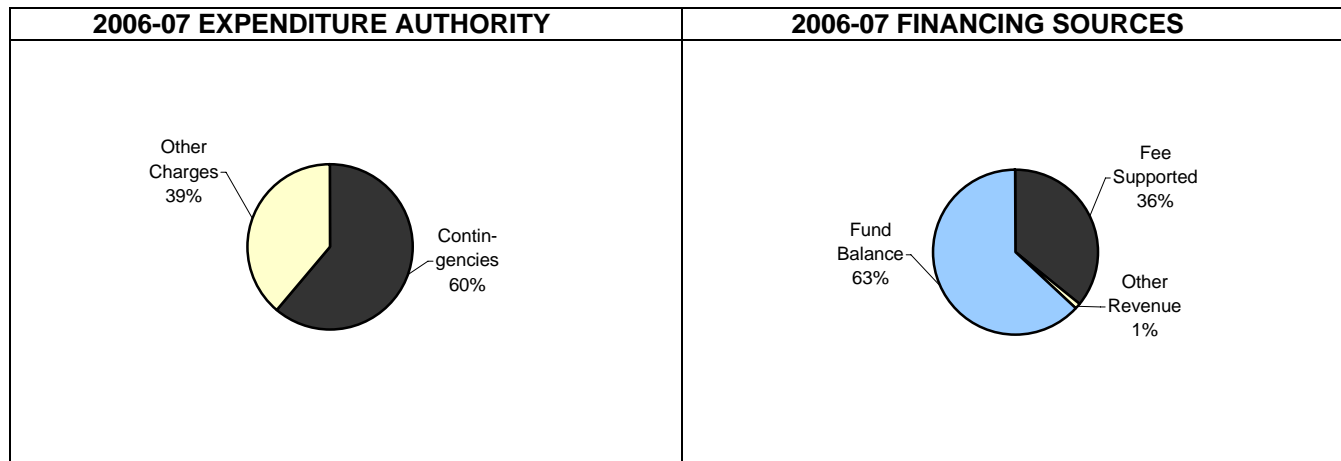 2006-07 EXPENDITURE AUTHORITY
2006-07 FINANCING SOURCES
Other
Charges
39%
Contin-
gencies
60%
Fund
Balance
63%
Fee
Supported
36%
Other
Revenue
1%